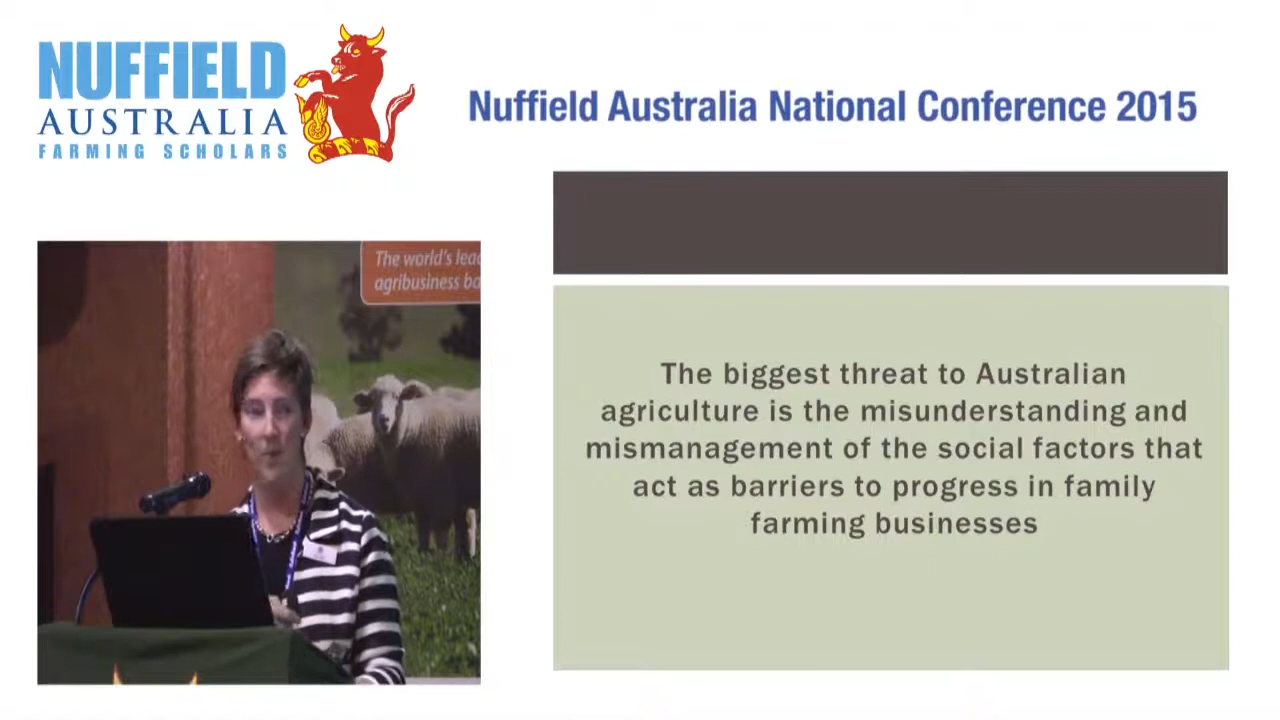 NUFFIELD
AUSTRALIA
FARMING SCHOLARS
Nuffield Australia National Conference 2015
The world's lea
agribusiness ba
The biggest threat to Australian
agriculture is the misunderstanding and
mismanagement of the social factors that
act as barriers to progress in family
farming businesses